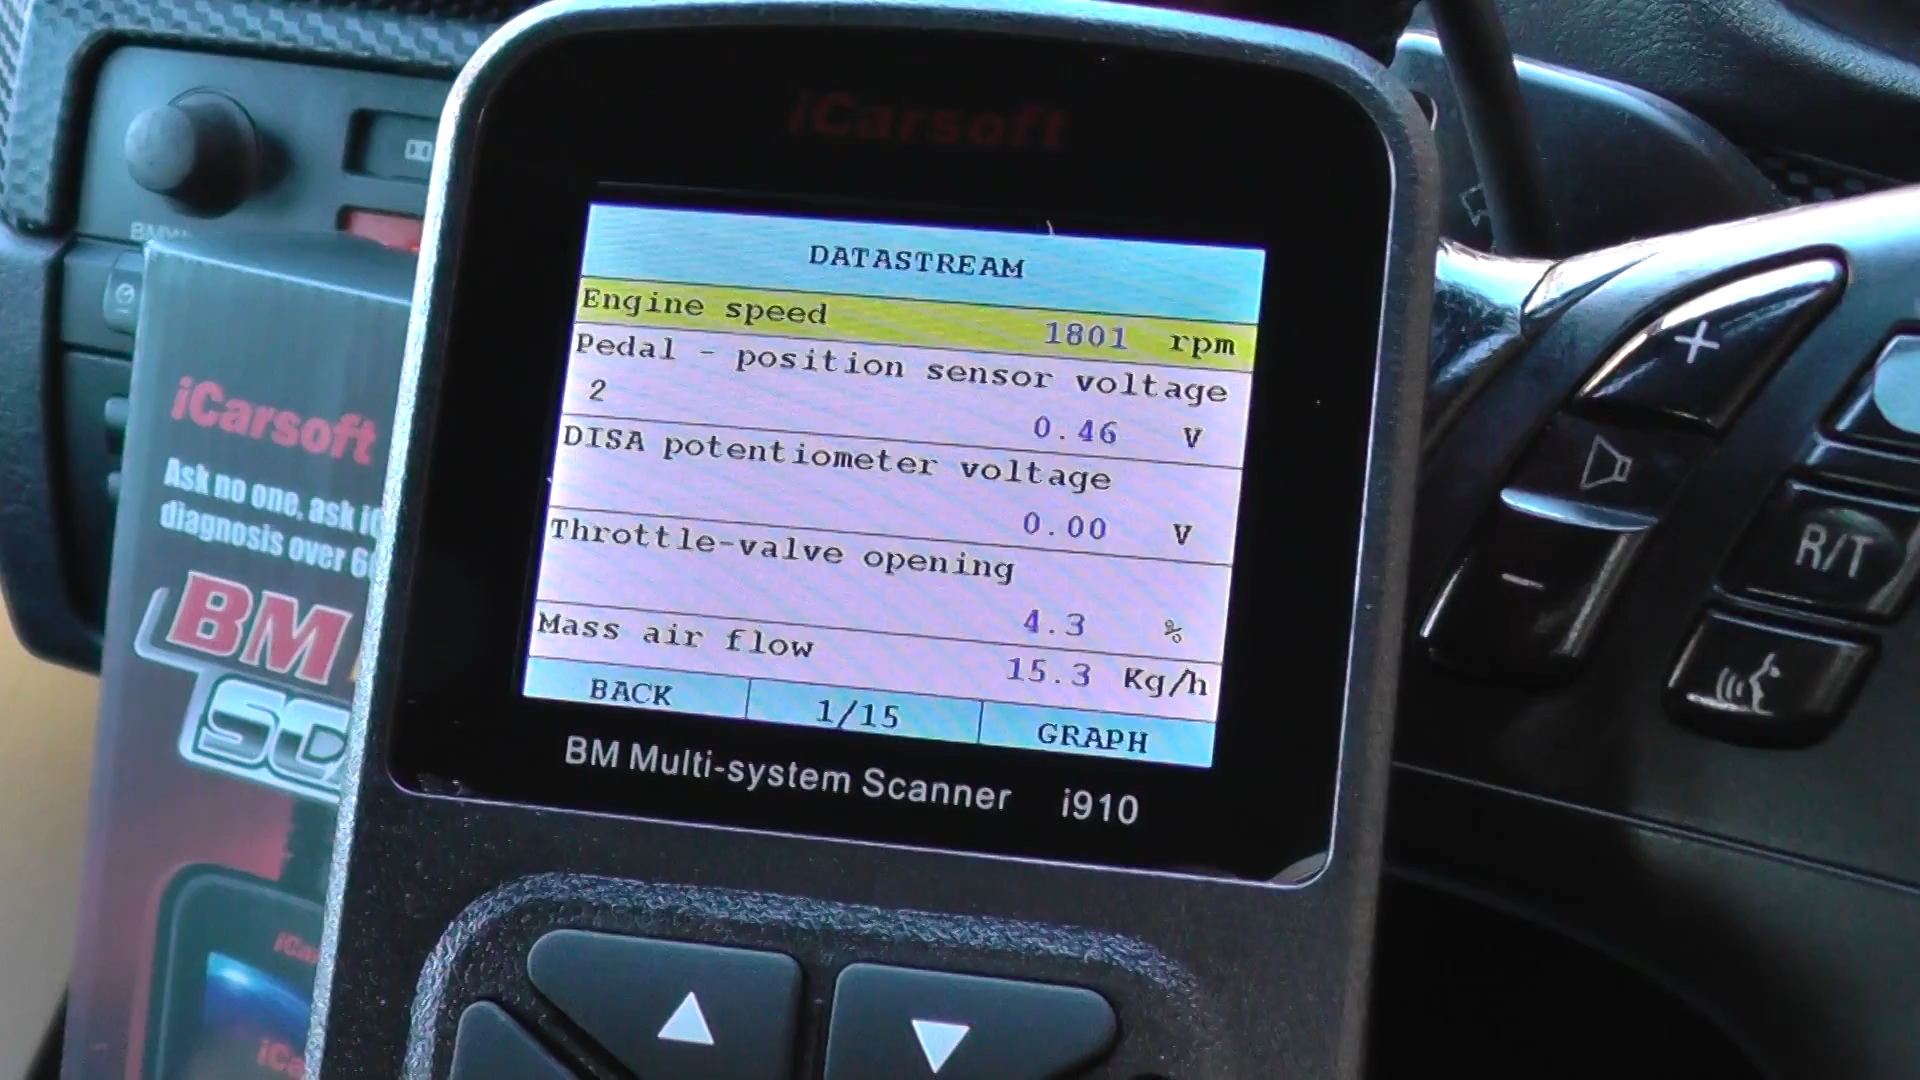 iCarsoft
DATASTREAM
Engine speed 1801 rpm
Pedal - position sensor voltage
2 0.46 V
DISA potentiometer voltage
0.00 V
Throttle-valve opening
4.3 %
Mass air flow 15.3 Kg/h
BACK 1/15 GRAPH
BM Multi-system Scanner i910
iCarsoft
Ask no one, ask iC
diagnosis over 6
BM
+
-
R/T